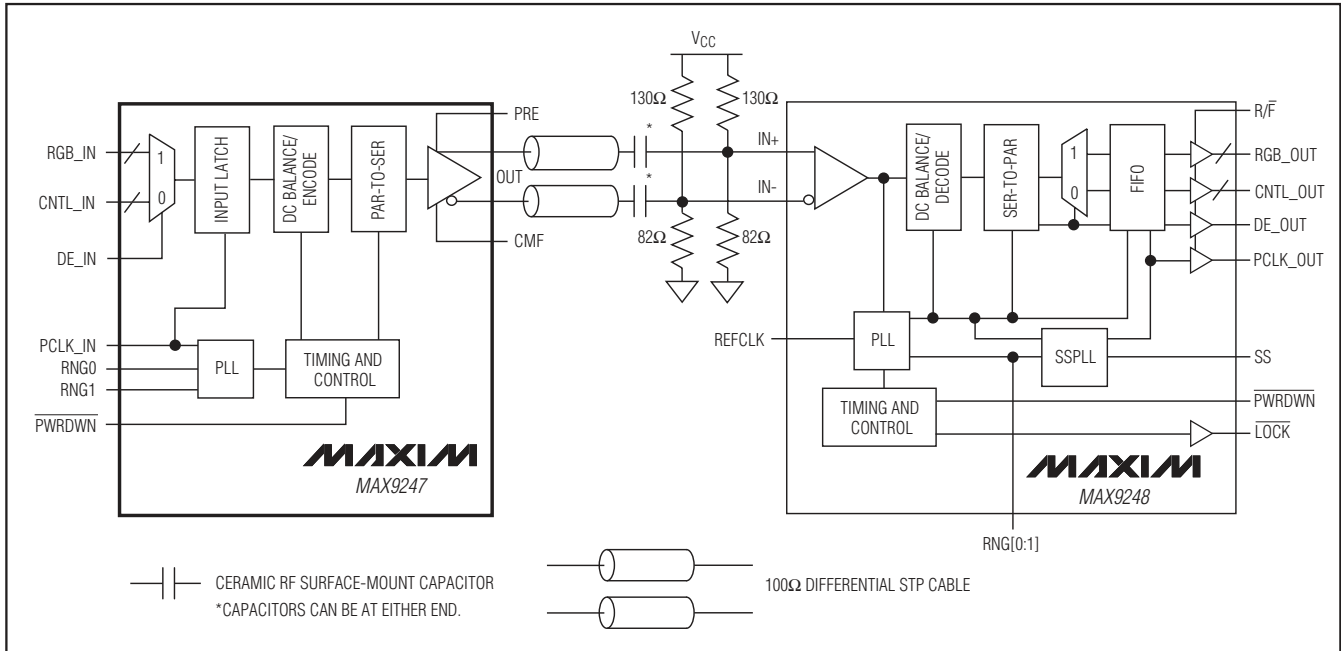 VCC
130Ω
130Ω
PRE
RGB_IN
CNTL_IN
DE_IN
1
0
INPUT LATCH
DC BALANCE/
ENCODE
PAR-TO-SER
OUT
CMF
*
*
82Ω
82Ω
PCLK_IN
RNG0
RNG1
PWRDWN
PLL
TIMING AND
CONTROL
MAXIM
MAX9247
IN+
IN-
DC BALANCE/
DECODE
SER-TO-PAR
1
0
FIFO
R/F
RGB_OUT
CNTL_OUT
DE_OUT
PCLK_OUT
REFCLK
PLL
SSPLL
SS
TIMING AND
CONTROL
PWRDWN
LOCK
MAXIM
MAX9248
RNG[0:1]
CERAMIC RF SURFACE-MOUNT CAPACITOR
*CAPACITORS CAN BE AT EITHER END.
100Ω DIFFERENTIAL STP CABLE